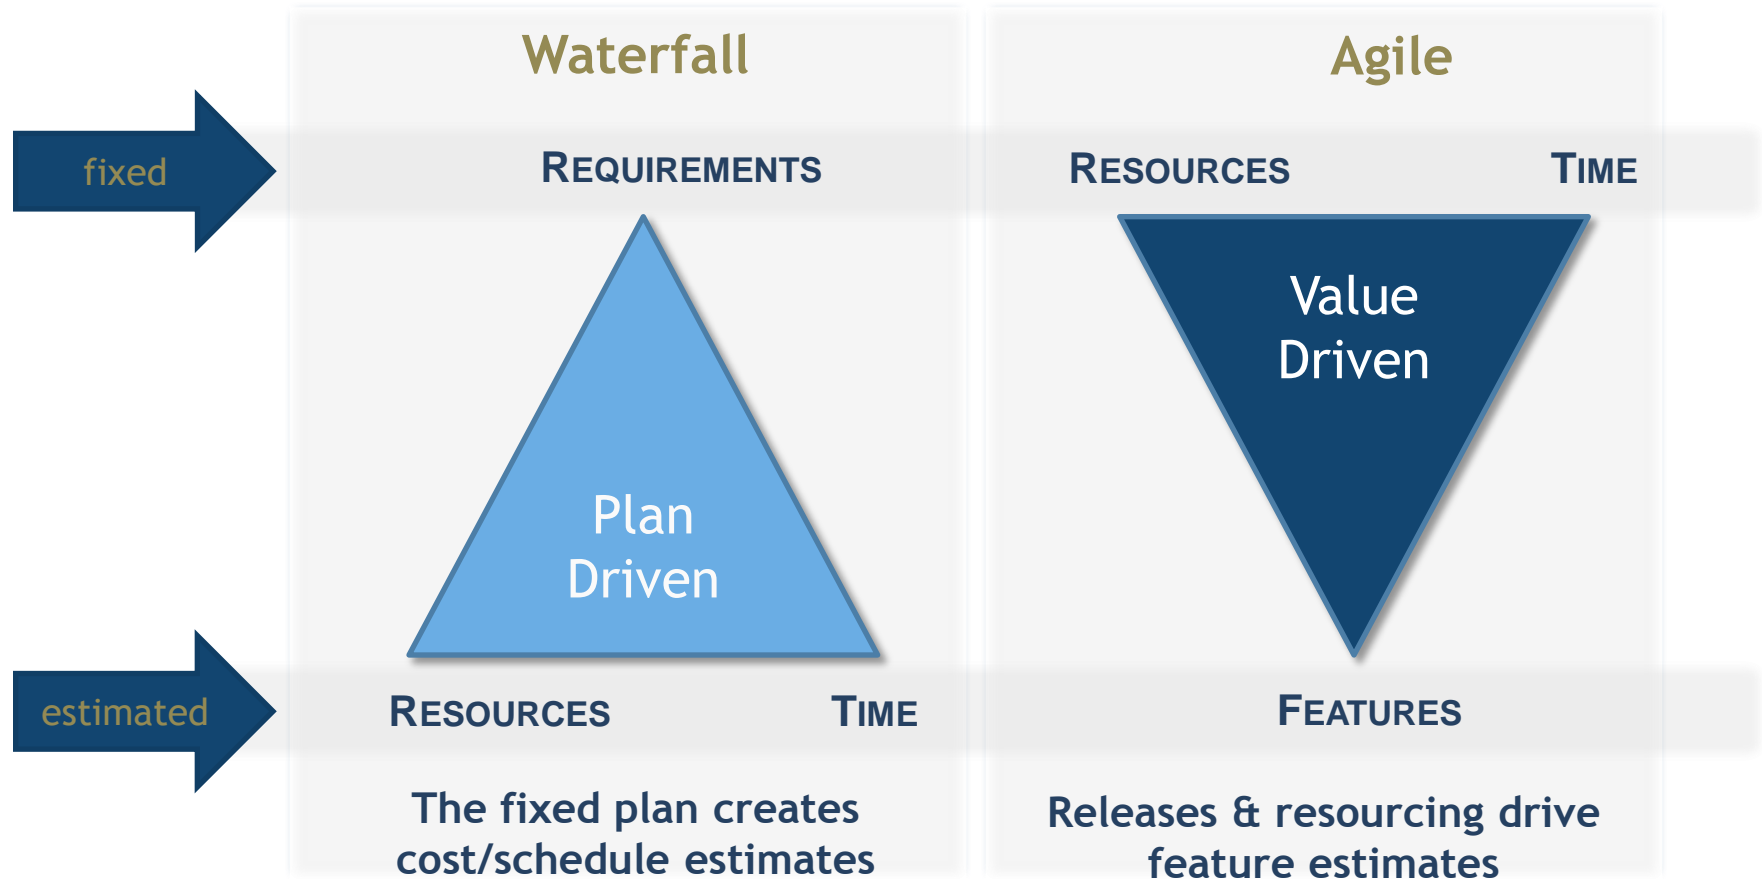 Waterfall
Agile
fixed
REQUIREMENTS
RESOURCES
TIME
Value
Driven
Plan
Driven
estimated
RESOURCES
TIME
FEATURES
The fixed plan creates
cost/schedule estimates
Releases & resourcing drive
feature estimates